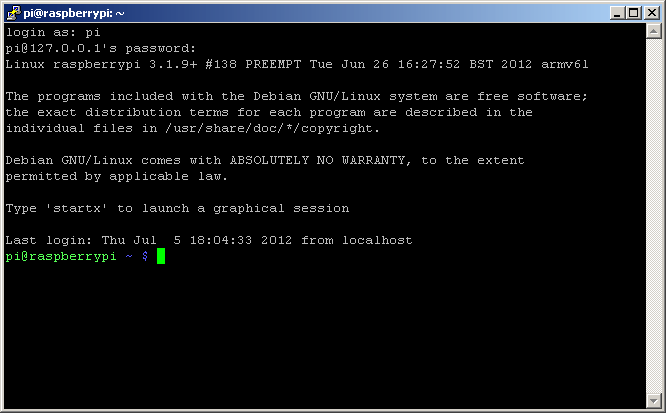 pi@raspberrypi: ~
login as: pi
pi@127.0.0.1's password:
Linux raspberrypi 3.1.9+ #138 PREEMPT Tue Jun 26 16:27:52 BST 2012 armv6l
The programs included with the Debian GNU/Linux system are free software;
the exact distribution terms for each program are described in the
individual files in /usr/share/doc/*/copyright.
Debian GNU/Linux comes with ABSOLUTELY NO WARRANTY, to the extent
permitted by applicable law.
Type 'startx' to launch a graphical session
Last login: Thu Jul  5 18:04:33 2012 from localhost
pi@raspberrypi ~ $